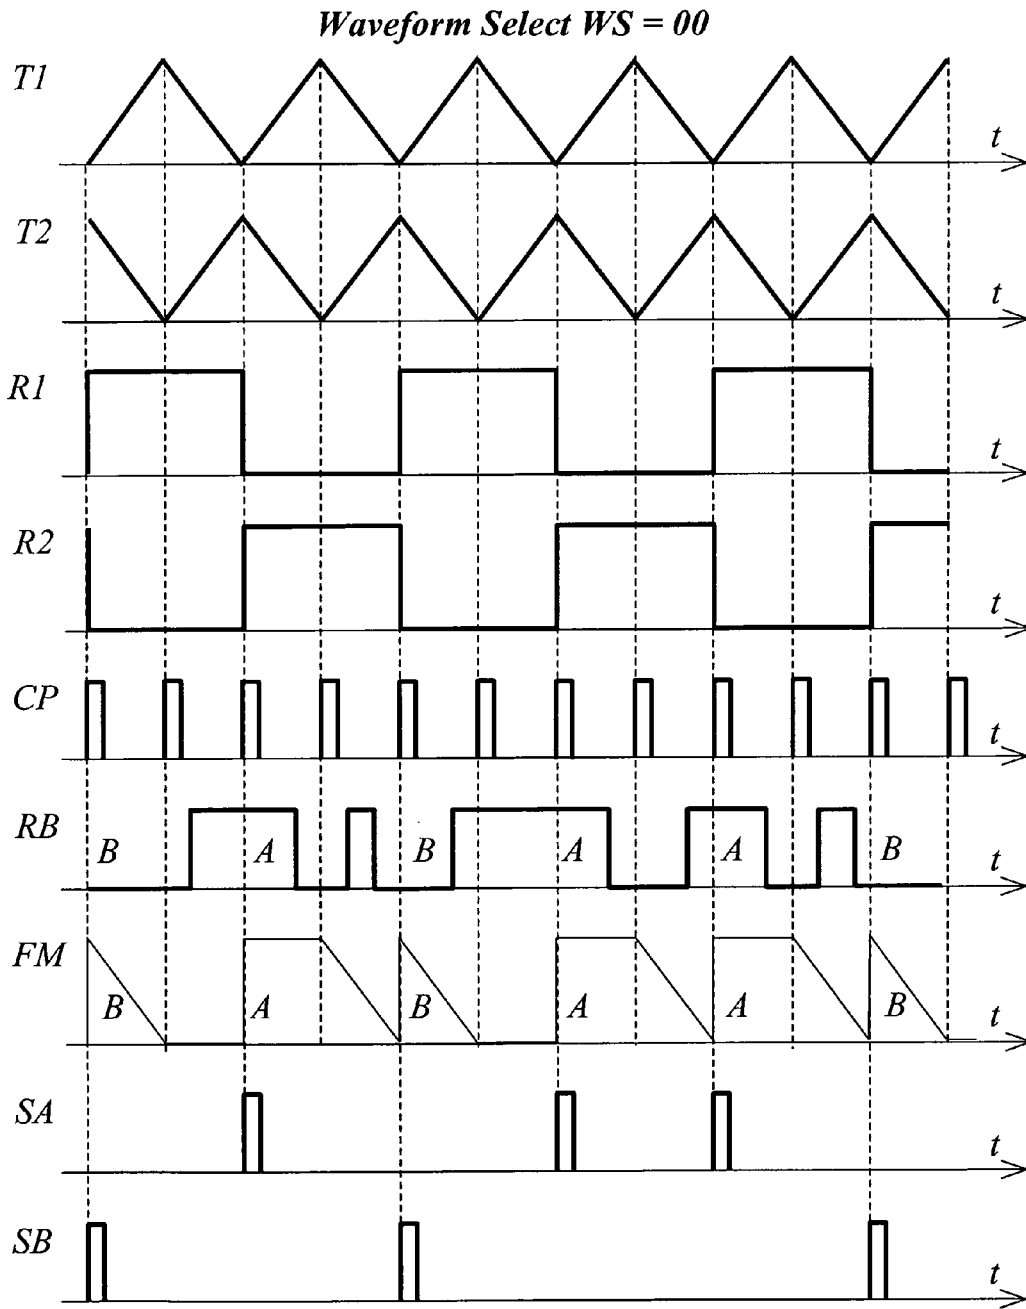 Waveform Select WS = 00
T1
t
T2
t
R1
t
R2
t
CP
t
RB B A B A A B t
FM
B A B A A B t
SA
t
SB
t